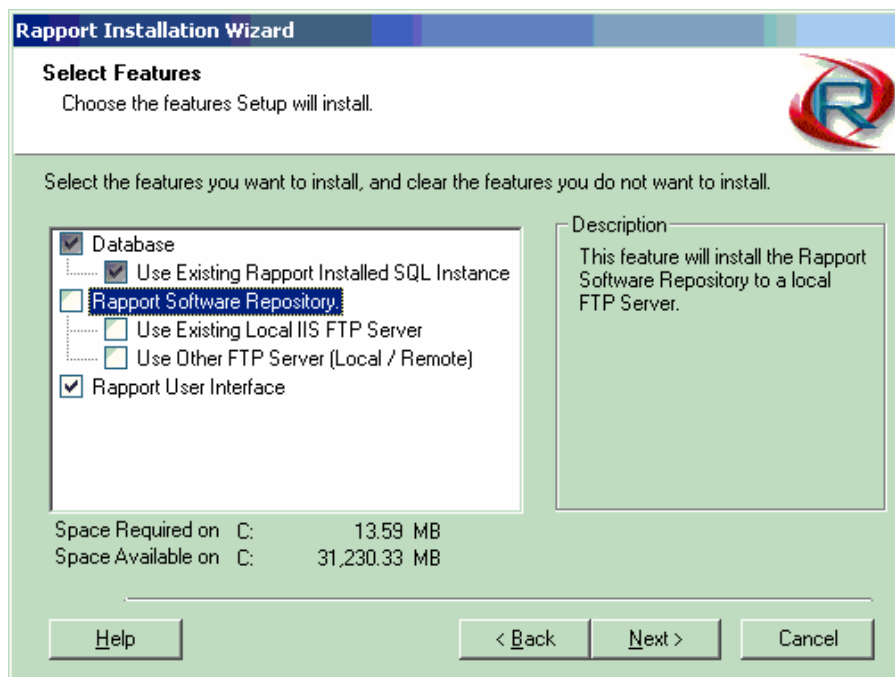 Rapport Installation Wizard
Select Features
Choose the features Setup will install.
R
Select the features you want to install, and clear the features you do not want to install.
Database
Use Existing Rapport Installed SQL Instance
Rapport Software Repository.
Use Existing Local IIS FTP Server
Use Other FTP Server (Local / Remote)
Rapport User Interface
Description
This feature will install the Rapport
Software Repository to a local
FTP Server.
Space Required on C: 13.59 MB
Space Available on C: 31,230.33 MB
Help
< Back
Next >
Cancel